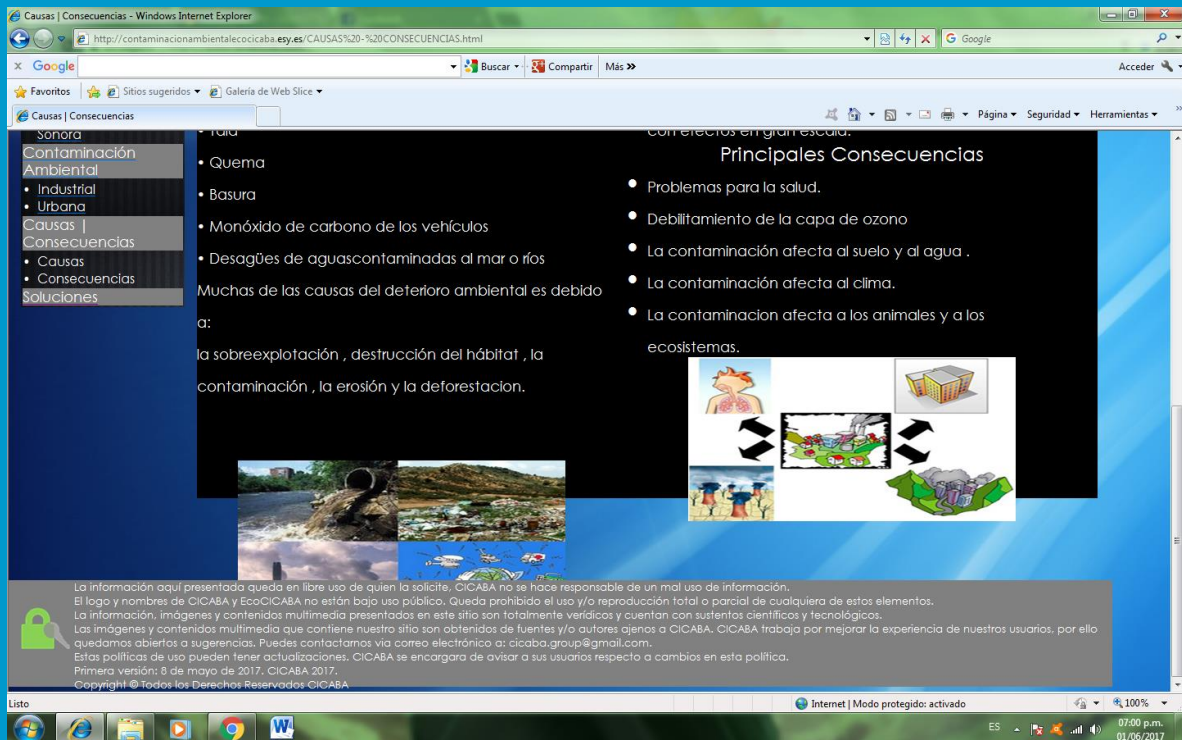 Causas | Consecuencias - Windows Internet Explorer
http://contaminacionambientalecocicaba.esy.es/CAUSAS%20-%20CONSECUENCIAS.html
Google
x Google
Buscar
Compartir
Más »
Acceder
Favoritos
Sitios sugeridos
Galería de Web Slice
Causas | Consecuencias
Página
Seguridad
Herramientas
Sonora
Contaminación
Ambiental
• Industrial
• Urbana
Causas |
Consecuencias
• Causas
• Consecuencias
Soluciones
• Tala
• Quema
• Basura
• Monóxido de carbono de los vehículos
• Desagües de aguascontaminadas al mar o ríos
Muchas de las causas del deterioro ambiental es debido
a:
la sobreexplotación , destrucción del hábitat , la
contaminación , la erosión y la deforestacion.
con efectos en gran escala.
Principales Consecuencias
• Problemas para la salud.
• Debilitamiento de la capa de ozono
• La contaminación afecta al suelo y al agua .
• La contaminación afecta al clima.
• La contaminacion afecta a los animales y a los
ecosistemas.
La información aquí presentada queda en libre uso de quien la solicite, CICABA no se hace responsable de un mal uso de información.
El logo y nombres de CICABA y EcoCICABA no están bajo uso público. Queda prohibido el uso y/o reproducción total o parcial de cualquiera de estos elementos.
La información, imágenes y contenidos multimedia presentados en este sitio son totalmente verídicos y cuentan con sustentos científicos y tecnológicos.
Las imágenes y contenidos multimedia que contiene nuestro sitio son obtenidos de fuentes y/o autores ajenos a CICABA. CICABA trabaja por mejorar la experiencia de nuestros usuarios, por ello
quedamos abiertos a sugerencias. Puedes contactarnos via correo electrónico a: cicaba.group@gmail.com.
Estas políticas de uso pueden tener actualizaciones. CICABA se encargara de avisar a sus usuarios respecto a cambios en esta política.
Primera versión: 8 de mayo de 2017. CICABA 2017.
Copyright © Todos los Derechos Reservados CICABA
Listo
Internet | Modo protegido: activado
100%
ES
07:00 p.m.
01/06/2017